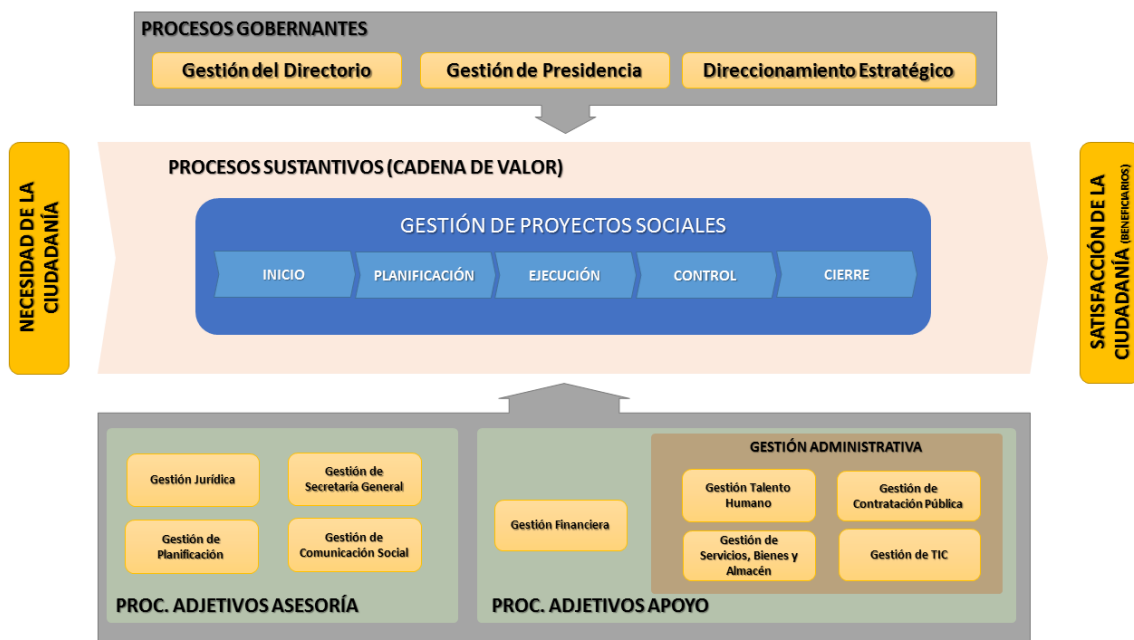 PROCESOS GOBERNANTES
Gestión del Directorio
Gestión de Presidencia
Direccionamiento Estratégico
NECESIDAD DE LA
CIUDADANÍA
PROCESOS SUSTANTIVOS (CADENA DE VALOR)
GESTIÓN DE PROYECTOS SOCIALES
INICIO
PLANIFICACIÓN
EJECUCIÓN
CONTROL
CIERRE
SATISFACCIÓN DE LA
CIUDADANÍA (BENEFICIARIOS)
Gestión Jurídica
Gestión de
Secretaría General
Gestión de
Planificación
Gestión de
Comunicación Social
PROC. ADJETIVOS ASESORÍA
Gestión Financiera
GESTIÓN ADMINISTRATIVA
Gestión Talento
Humano
Gestión de
Contratación Pública
Gestión de
Servicios, Bienes y
Almacén
Gestión de TIC
PROC. ADJETIVOS APOYO